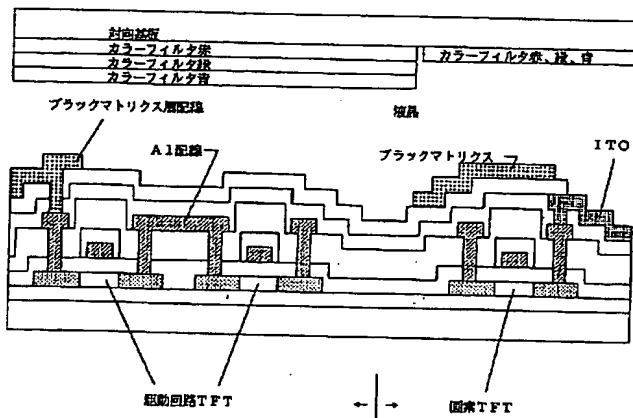 対向基板
カラーフィルタ赤
カラーフィルタ緑
カラーフィルタ青
カラーフィルタ赤、緑、青
ブラックマトリクス層配線
液晶
Al配線
ブラックマトリクス
ITO
駆動回路TFT
画素TFT